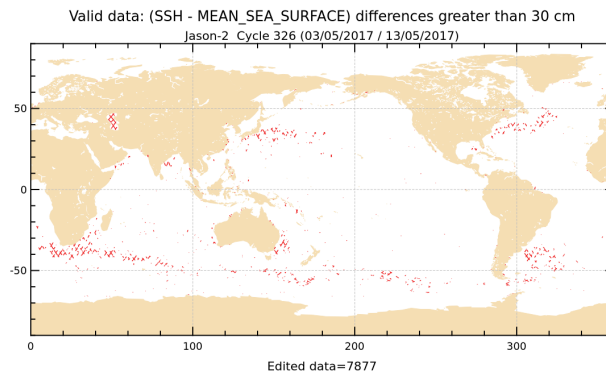 Valid data: (SSH - MEAN_SEA_SURFACE) differences greater than 30 cm
Jason-2 Cycle 326 (03/05/2017 / 13/05/2017)
50
0
-50
0 100 200 300
Edited data=7877